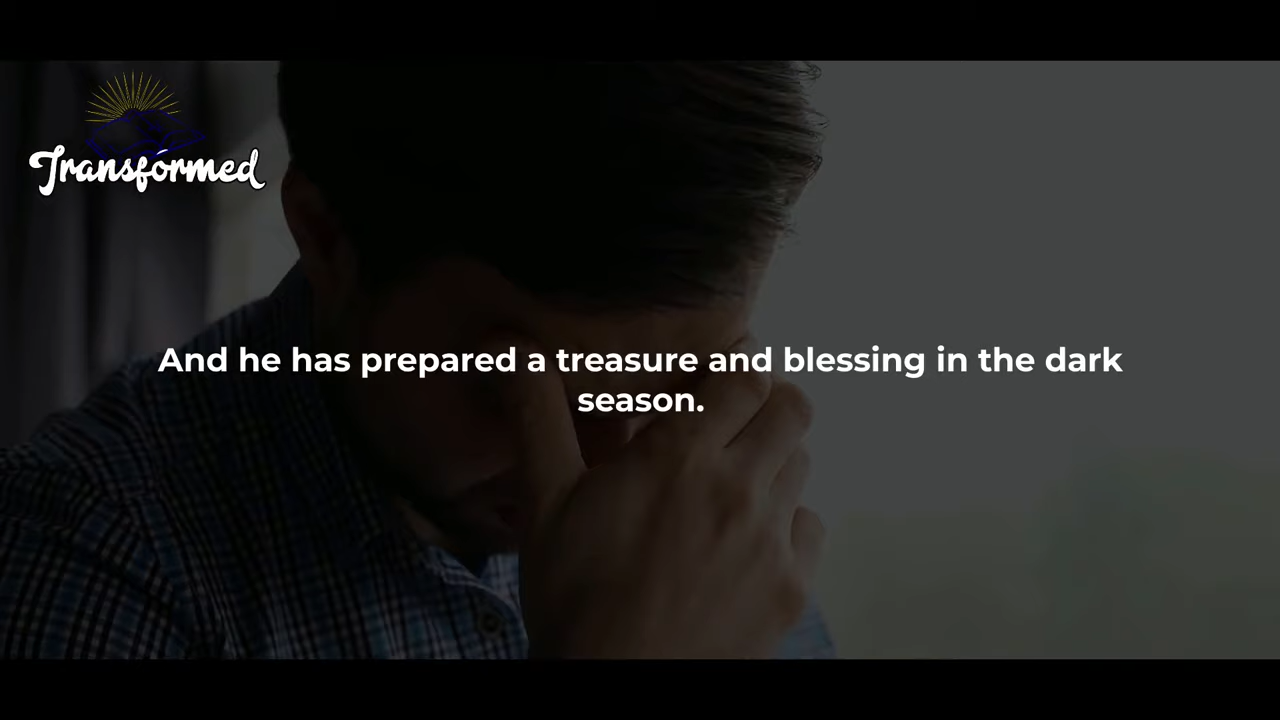 Transformed
And he has prepared a treasure and blessing in the dark
season.